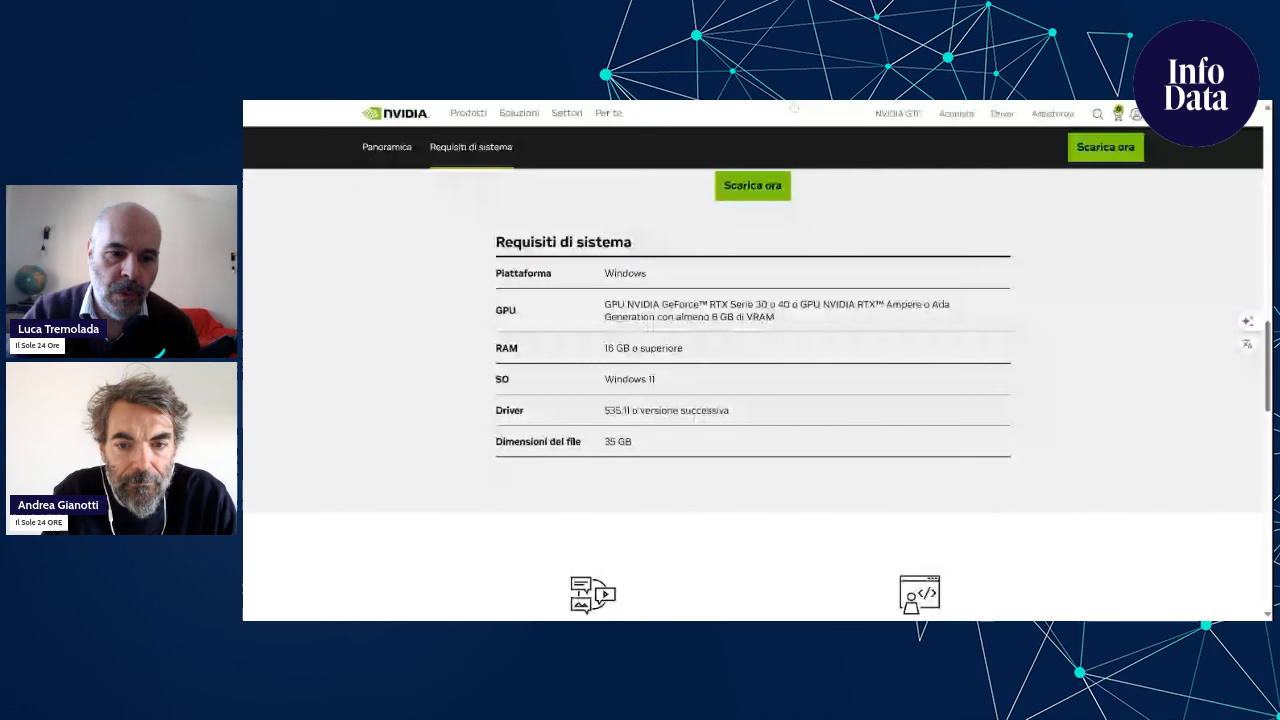 Info
Data
NVIDIA.
Prodotti Soluzioni Settori Per te
NVIDIA GTC Acquista Driver Assistenza
Panoramica Requisiti di sistema
Scarica ora
Scarica ora
Requisiti di sistema
Piattaforma Windows
GPU GPU NVIDIA GeForce™ RTX Serie 30 o 40 o GPU NVIDIA RTX™ Ampere o Ada
Generation con almeno 8 GB di VRAM
RAM 16 GB o superiore
SO Windows 11
Driver 535.11 o versione successiva
Dimensioni del file 35 GB
Luca Tremolada
Il Sole 24 Ore
Andrea Gianotti
Il Sole 24 ORE